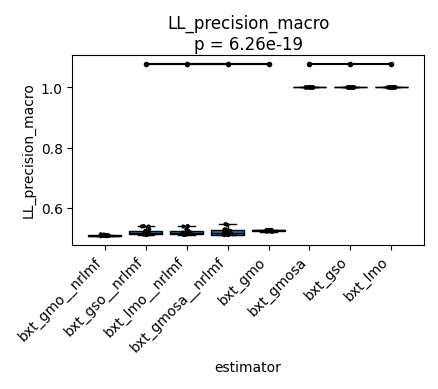 LL_precision_macro
p = 6.26e-19
LL_precision_macro
1.0
0.8
0.6
bxt_gmo__nrlmf
bxt_gso__nrlmf
bxt_lmo__nrlmf
bxt_gmosa__nrlmf
bxt_gmo
bxt_gmosa
bxt_gso
bxt_lmo
estimator